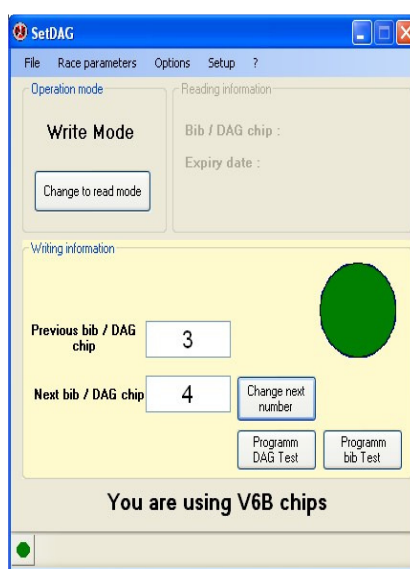 SetDAG
File Race parameters Options Setup ?
Operation mode
Write Mode
Change to read mode
Reading information
Bib / DAG chip :
Expiry date :
Writing information
Previous bib / DAG
chip
3
Next bib / DAG chip
4
Change next
number
Programm
DAG Test
Programm
bib Test
You are using V6B chips